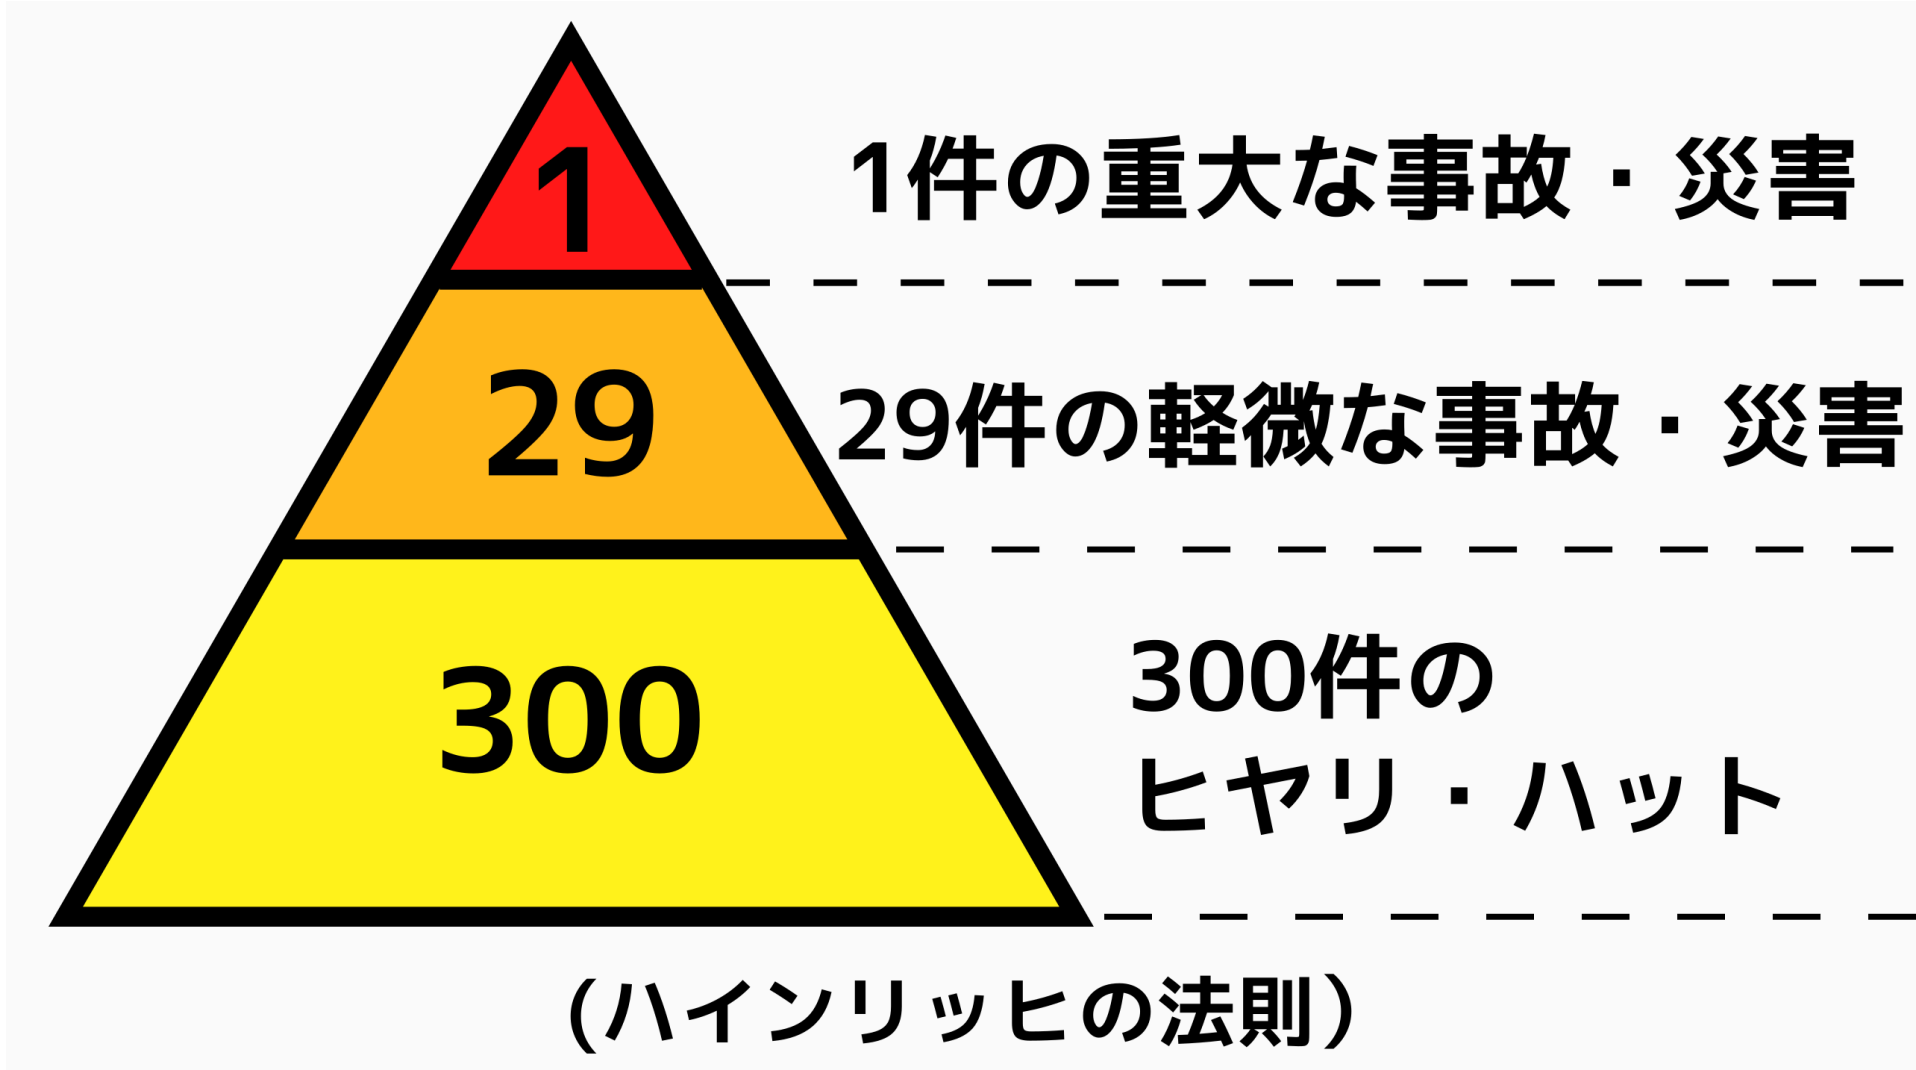 1
1件の重大な事故・災害
29
29件の軽微な事故・災害
300
300件の
ヒヤリ・ハット
(ハインリッヒの法則)